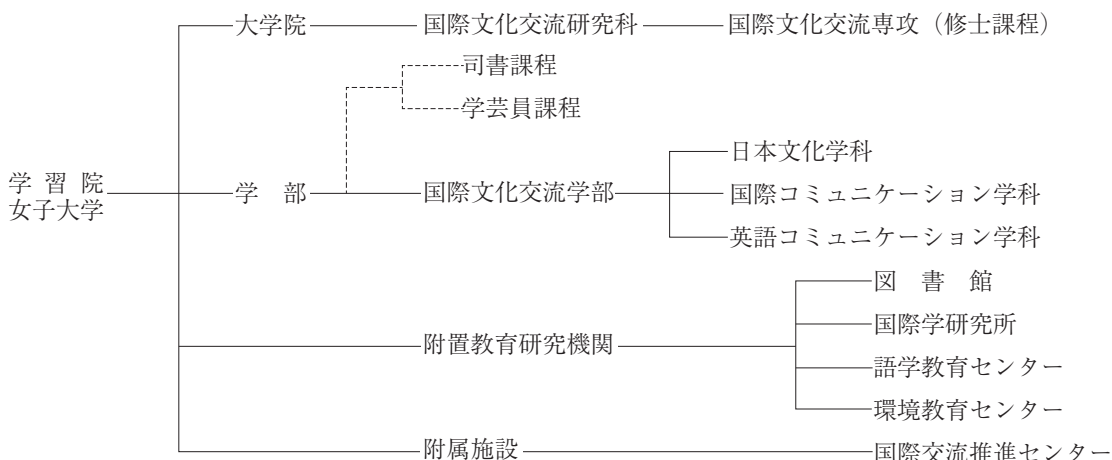 大学院 国際文化交流研究科 国際文化交流専攻（修士課程）
司書課程
学芸員課程
日本文化学科
学習院
女子大学
学部 国際文化交流学部 国際コミュニケーション学科
英語コミュニケーション学科
図書館
国際学研究所
附置教育研究機関
語学教育センター
環境教育センター
附属施設 国際交流推進センター